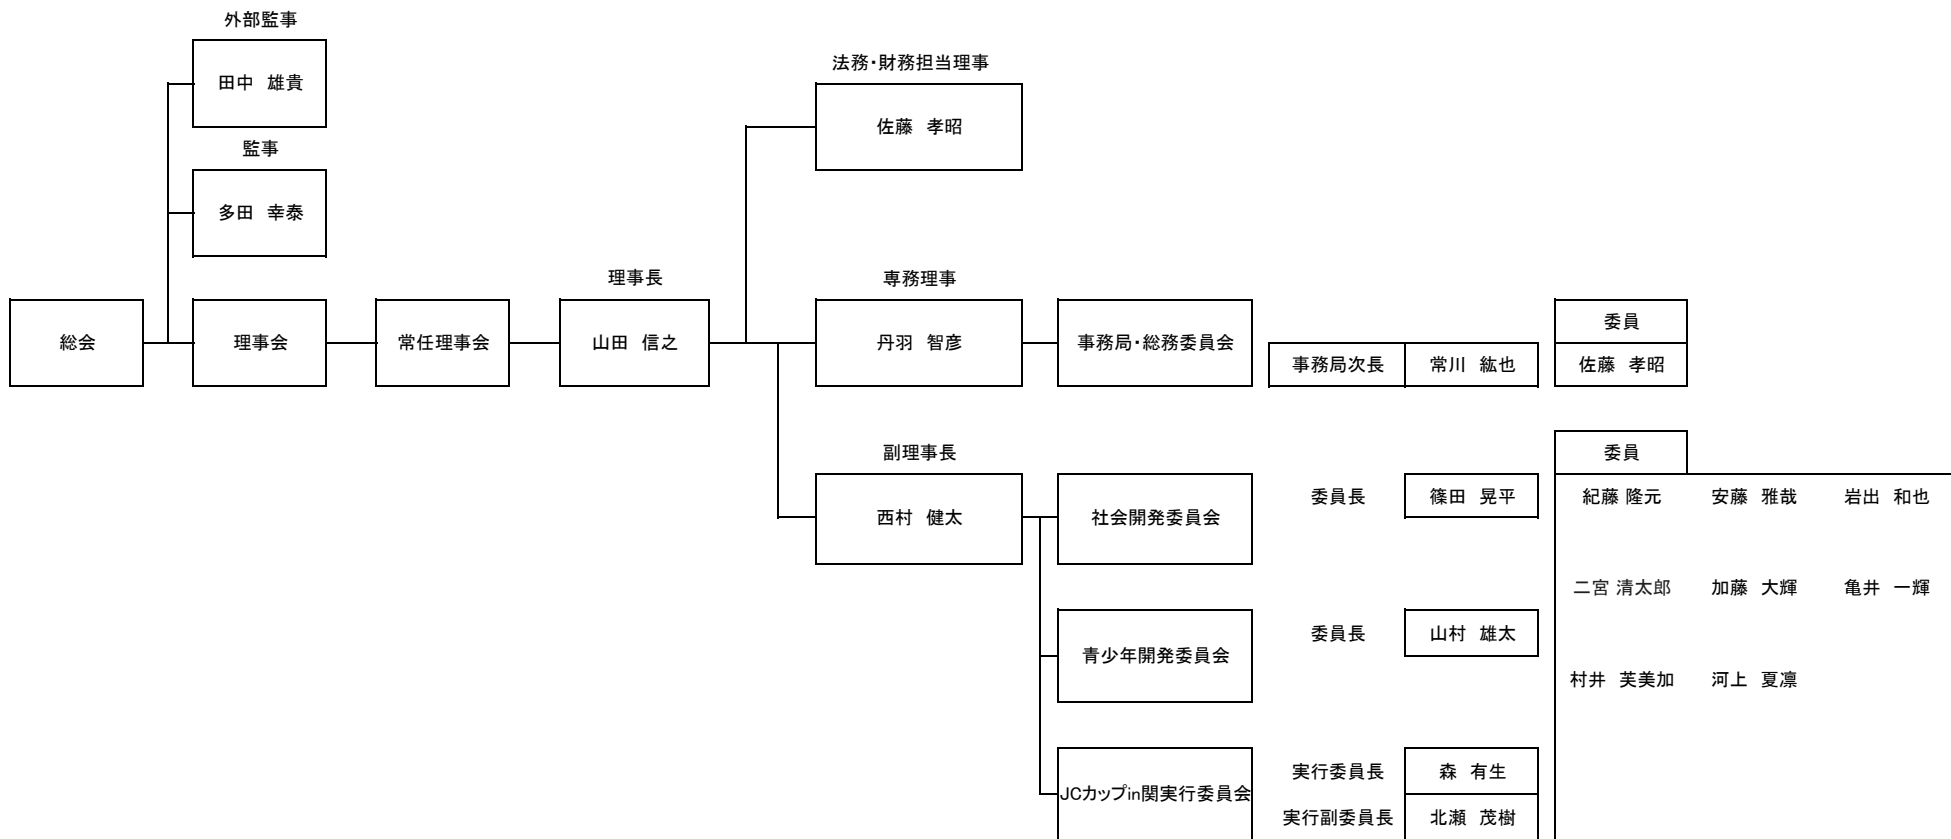 外部監事
田中 雄貴
法務・財務担当理事
佐藤 孝昭
監事
多田 幸泰
総会
理事会
常任理事会
理事長
山田 信之
専務理事
丹羽 智彦
事務局・総務委員会
事務局次長 常川 紘也
委員
佐藤 孝昭
副理事長
西村 健太
社会開発委員会
委員長 篠田 晃平
委員
紀藤 隆元 安藤 雅哉 岩出 和也
二宮 清太郎 加藤 大輝 亀井 一輝
青少年開発委員会
委員長 山村 雄太
村井 芙美加 河上 夏凛
JCカップin関実行委員会
実行委員長 森 有生
実行副委員長 北瀬 茂樹